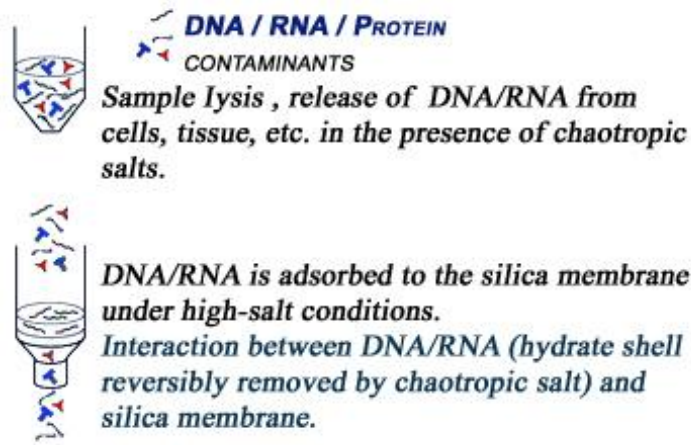 DNA / RNA / PROTEIN
CONTAMINANTS
Sample Iysis , release of DNA/RNA from
cells, tissue, etc. in the presence of chaotropic
salts.
DNA/RNA is adsorbed to the silica membrane
under high-salt conditions.
Interaction between DNA/RNA (hydrate shell
reversibly removed by chaotropic salt) and
silica membrane.